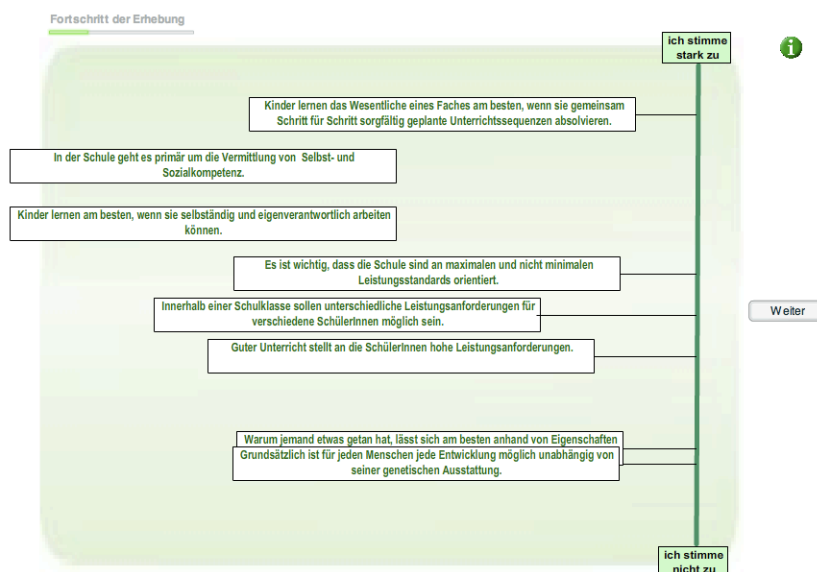 Fortschritt der Erhebung
ich stimme
stark zu
Kinder lernen das Wesentliche eines Faches am besten, wenn sie gemeinsam
Schritt für Schritt sorgfältig geplante Unterrichtssequenzen absolvieren.
In der Schule geht es primär um die Vermittlung von Selbst- und
Sozialkompetenz.
Kinder lernen am besten, wenn sie selbständig und eigenverantwortlich arbeiten
können.
Es ist wichtig, dass die Schule sind an maximalen und nicht minimalen
Leistungsstandards orientiert.
Innerhalb einer Schulklasse sollen unterschiedliche Leistungsanforderungen für
verschiedene SchülerInnen möglich sein.
Weiter
Guter Unterricht stellt an die SchülerInnen hohe Leistungsanforderungen.
Warum jemand etwas getan hat, lässt sich am besten anhand von Eigenschaften
Grundsätzlich ist für jeden Menschen jede Entwicklung möglich unabhängig von
seiner genetischen Ausstattung.
ich stimme
nicht zu